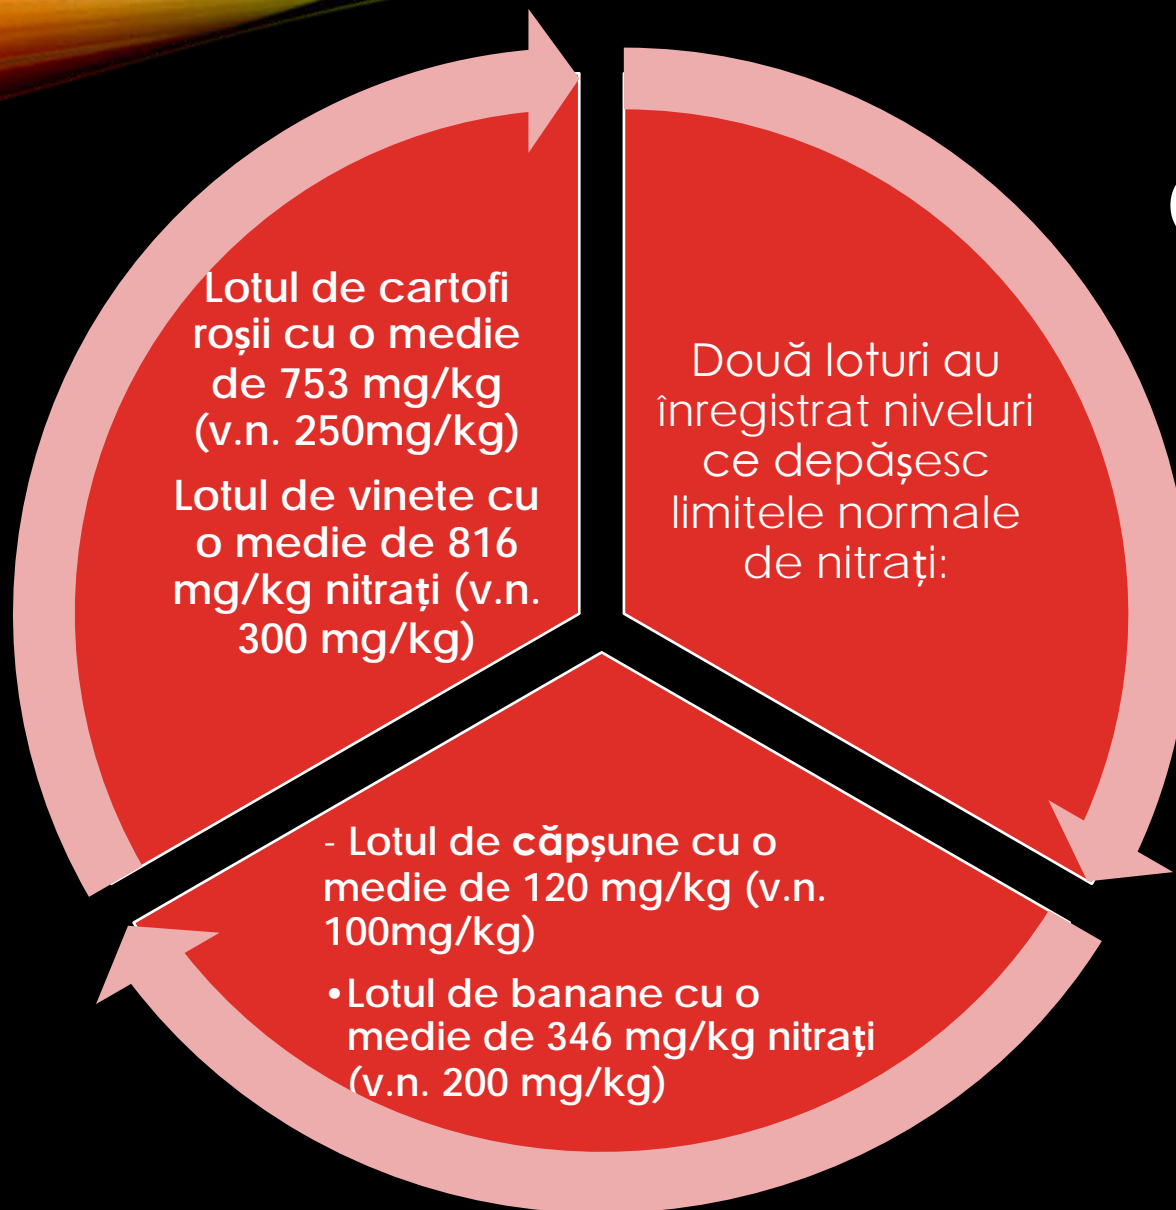 Lotul de cartofi
roșii cu o medie
de 753 mg/kg
(v.n. 250mg/kg)
Lotul de vinete cu
o medie de 816
mg/kg nitrați (v.n.
300 mg/kg)
Două loturi au
înregistrat niveluri
ce depășesc
limitele normale
de nitrați:
- Lotul de căpșune cu o
medie de 120 mg/kg (v.n.
100mg/kg)
•Lotul de banane cu o
medie de 346 mg/kg nitrați
(v.n. 200 mg/kg)